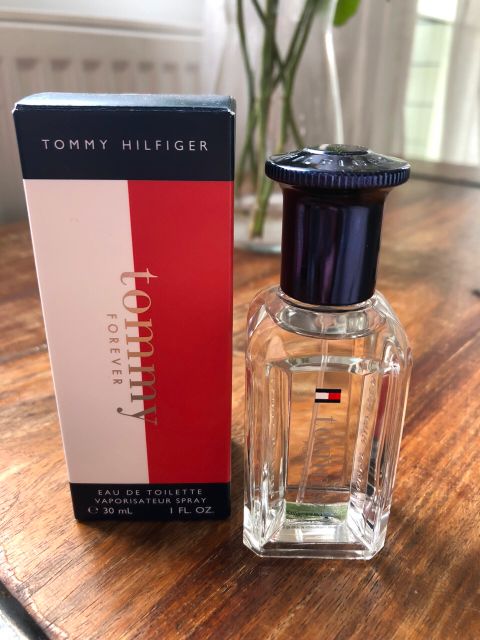 TOMMY HILFIGER
tommy
FOREVER
EAU DE TOILETTE
VAPORISATEUR SPRAY
℮ 30 mL 1 FL. OZ.